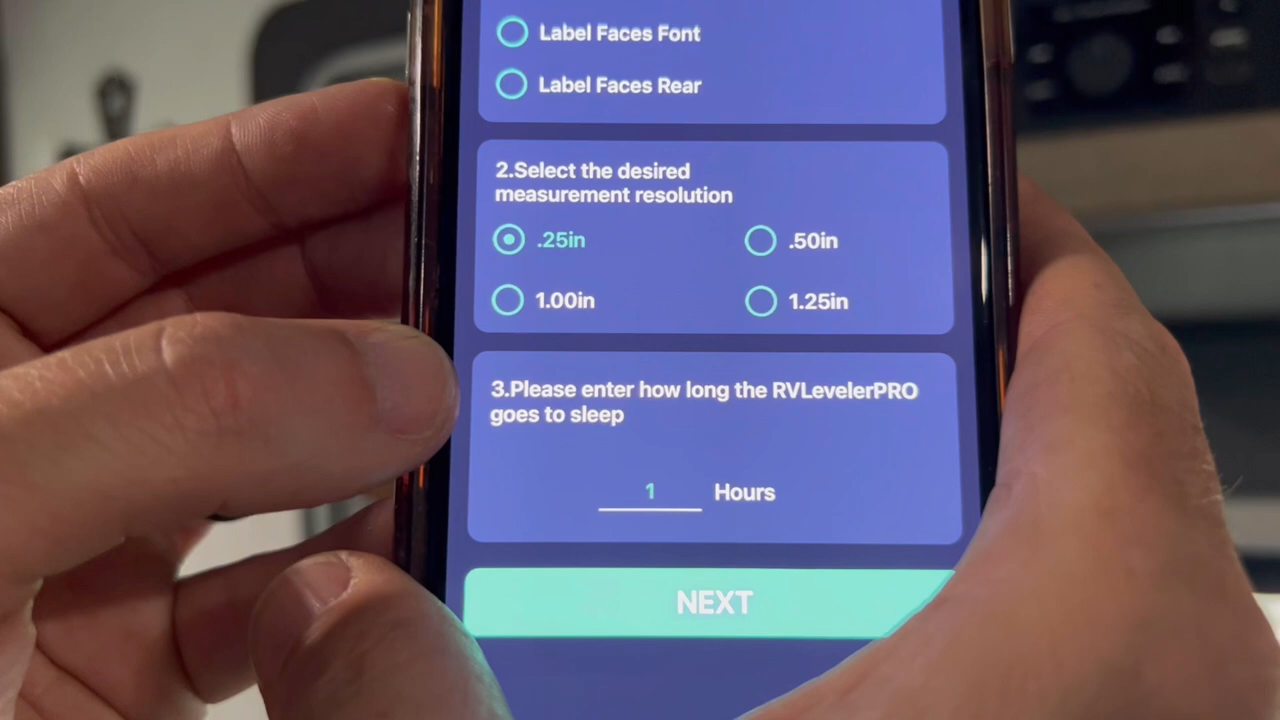 Label Faces Font
Label Faces Rear
2.Select the desired
measurement resolution
.25in
.50in
1.00in
1.25in
3.Please enter how long the RVLevelerPRO
goes to sleep
1 Hours
NEXT